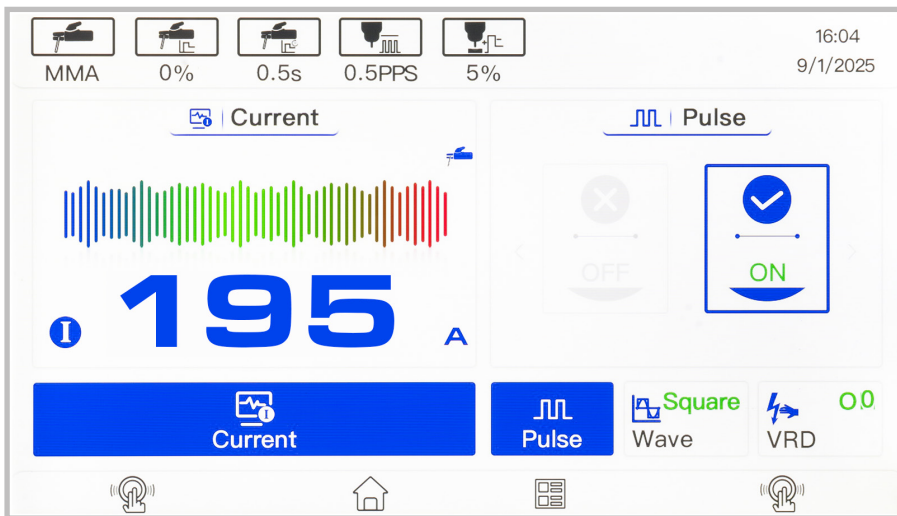 MMA 0% 0.5s 0.5PPS 5%
16:04
9/1/2025
Current
Pulse
OFF
ON
I 195 A
Current
Pulse
Square
Wave
0.0
VRD